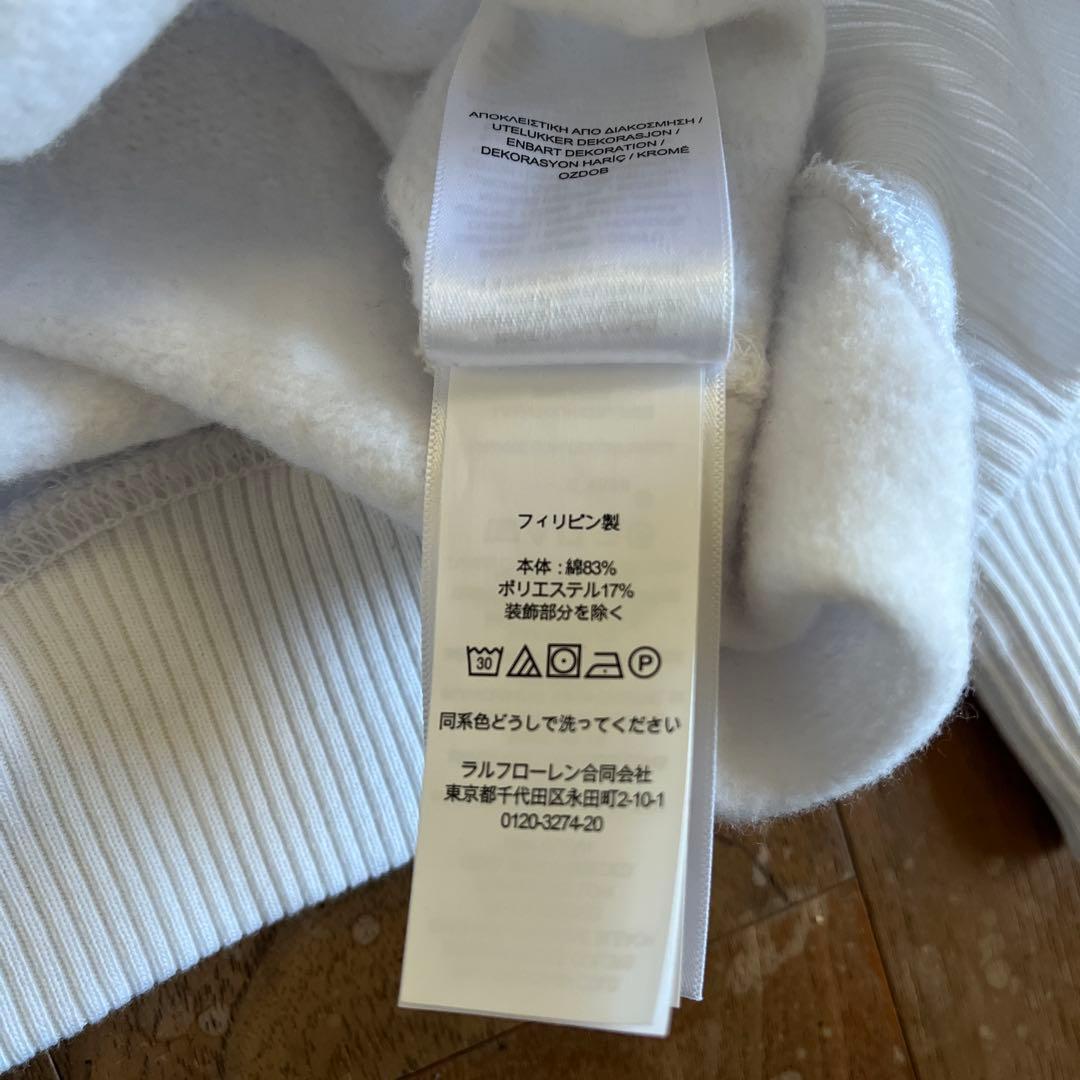 ΑΠΟΚΛΕΙΣΤΙΚΗ ΑΠΟ ΔΙΑΚΟΣΜΗΣΗ /
UTELUKKER DEKORASJON /
ENBART DEKORATION /
DEKORASYON HARİÇ / KROMĚ
OZDOB
フィリピン製
本体 : 綿83%
ポリエステル17%
装飾部分を除く
30 P
同系色どうしで洗ってください
ラルフローレン合同会社
東京都千代田区永田町2-10-1
0120-3274-20